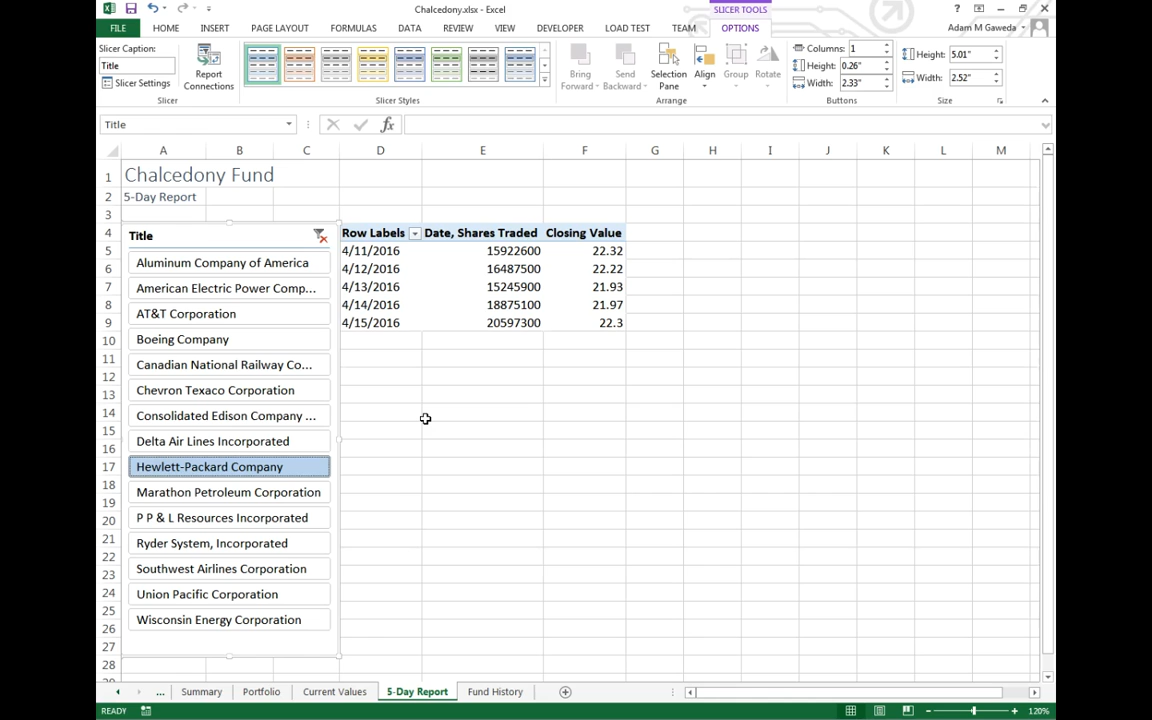 Chalcedony.xlsx - Excel
SLICER TOOLS
FILE HOME INSERT PAGE LAYOUT FORMULAS DATA REVIEW VIEW DEVELOPER LOAD TEST TEAM OPTIONS Adam M Gaweda
Slicer Caption:
Title
Slicer Settings
Report Connections
Slicer
Slicer Styles
Bring Forward
Send Backward
Selection Pane
Align
Group
Rotate
Arrange
Columns: 1
Height: 0.26"
Width: 2.33"
Buttons
Height: 5.01"
Width: 2.52"
Size
Title
fx
A B C D E F G H I J K L M
1 Chalcedony Fund
2 5-Day Report
3
4 Row Labels Date, Shares Traded Closing Value
5 4/11/2016 15922600 22.32
6 4/12/2016 16487500 22.22
7 4/13/2016 15245900 21.93
8 4/14/2016 18875100 21.97
9 4/15/2016 20597300 22.3
10
11
12
13
14
15
16
17
18
19
20
21
22
23
24
25
26
27
28
Title
Aluminum Company of America
American Electric Power Comp...
AT&T Corporation
Boeing Company
Canadian National Railway Co...
Chevron Texaco Corporation
Consolidated Edison Company ...
Delta Air Lines Incorporated
Hewlett-Packard Company
Marathon Petroleum Corporation
P P & L Resources Incorporated
Ryder System, Incorporated
Southwest Airlines Corporation
Union Pacific Corporation
Wisconsin Energy Corporation
... Summary Portfolio Current Values 5-Day Report Fund History
READY
120%